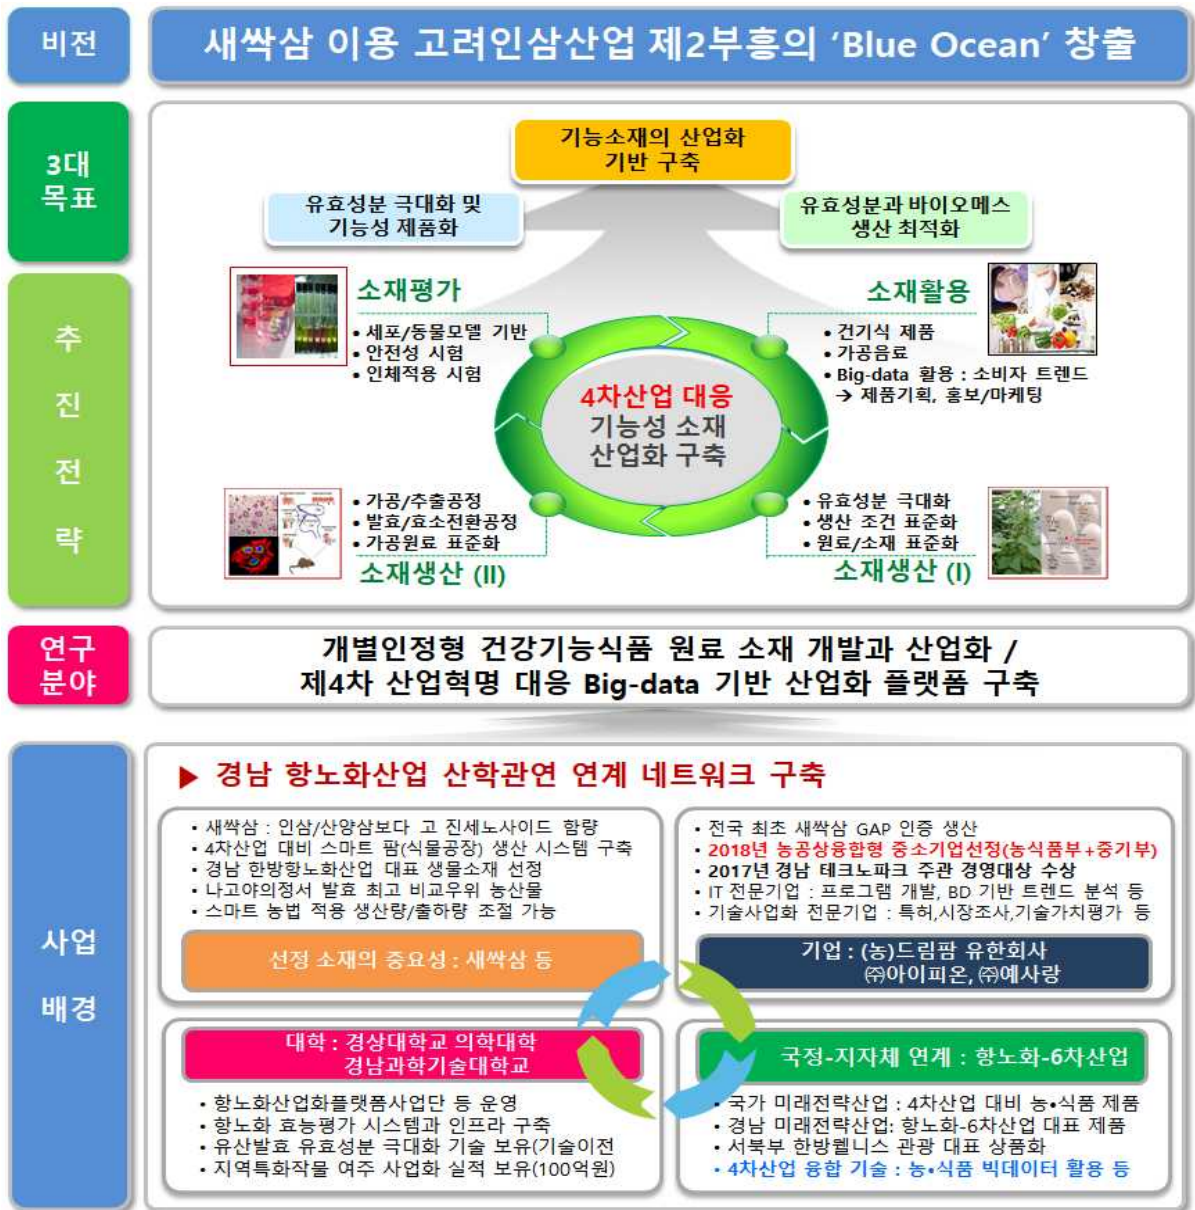 비전
새싹삼 이용 고려인삼산업 제2부흥의 ‘Blue Ocean’ 창출
3대
목표
기능소재의 산업화
기반 구축
유효성분 극대화 및
기능성 제품화
유효성분과 바이오메스
생산 최적화
추
진
전
략
소재평가
• 세포/동물모델 기반
• 안전성 시험
• 인체적용 시험
소재활용
• 건기식 제품
• 가공음료
• Big-data 활용 : 소비자 트렌드
→ 제품기획, 홍보/마케팅
4차산업 대응
기능성 소재
산업화 구축
• 가공/추출공정
• 발효/효소전환공정
• 가공원료 표준화
소재생산 (II)
• 유효성분 극대화
• 생산 조건 표준화
• 원료/소재 표준화
소재생산 (I)
연구
분야
개별인정형 건강기능식품 원료 소재 개발과 산업화 /
제4차 산업혁명 대응 Big-data 기반 산업화 플랫폼 구축
사업
배경
▶ 경남 항노화산업 산학관연 연계 네트워크 구축
• 새싹삼 : 인삼/산양삼보다 고 진세노사이드 함량
• 4차산업 대비 스마트 팜(식물공장) 생산 시스템 구축
• 경남 한방항노화산업 대표 생물소재 선정
• 나고야의정서 발효 최고 비교우위 농산물
• 스마트 농법 적용 생산량/출하량 조절 가능
선정 소재의 중요성 : 새싹삼 등
• 전국 최초 새싹삼 GAP 인증 생산
• 2018년 농공상융합형 중소기업선정(농식품부+중기부)
• 2017년 경남 테크노파크 주관 경영대상 수상
• IT 전문기업 : 프로그램 개발, BD 기반 트렌드 분석 등
• 기술사업화 전문기업 : 특허,시장조사,기술가치평가 등
기업 : (농)드림팜 유한회사
㈜아이피온, ㈜예사랑
대학 : 경상대학교 의학대학
경남과학기술대학교
• 항노화산업화플랫폼사업단 등 운영
• 항노화 효능평가 시스템과 인프라 구축
• 유산발효 유효성분 극대화 기술 보유(기술이전
• 지역특화작물 여주 사업화 실적 보유(100억원)
국정-지자체 연계 : 항노화-6차산업
• 국가 미래전략산업 : 4차산업 대비 농•식품 제품
• 경남 미래전략산업: 항노화-6차산업 대표 제품
• 서북부 한방웰니스 관광 대표 상품화
• 4차산업 융합 기술 : 농•식품 빅데이터 활용 등